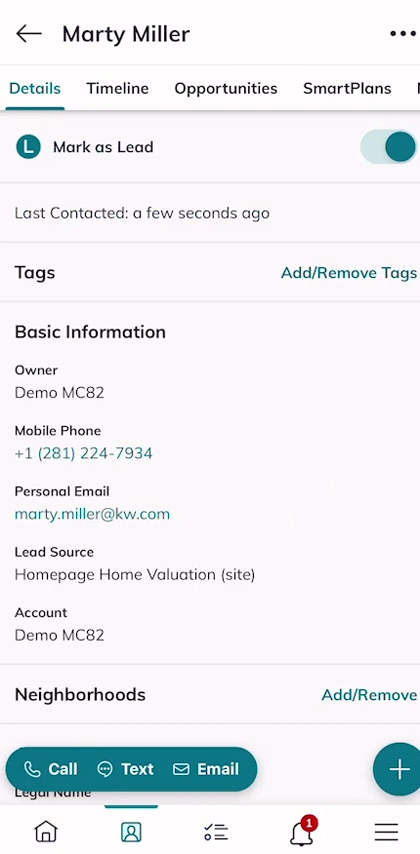 Marty Miller
Details Timeline Opportunities SmartPlans
L Mark as Lead
Last Contacted: a few seconds ago
Tags Add/Remove Tags
Basic Information
Owner
Demo MC82
Mobile Phone
+1 (281) 224-7934
Personal Email
marty.miller@kw.com
Lead Source
Homepage Home Valuation (site)
Account
Demo MC82
Neighborhoods Add/Remove
Call Text Email
Legal Name
1